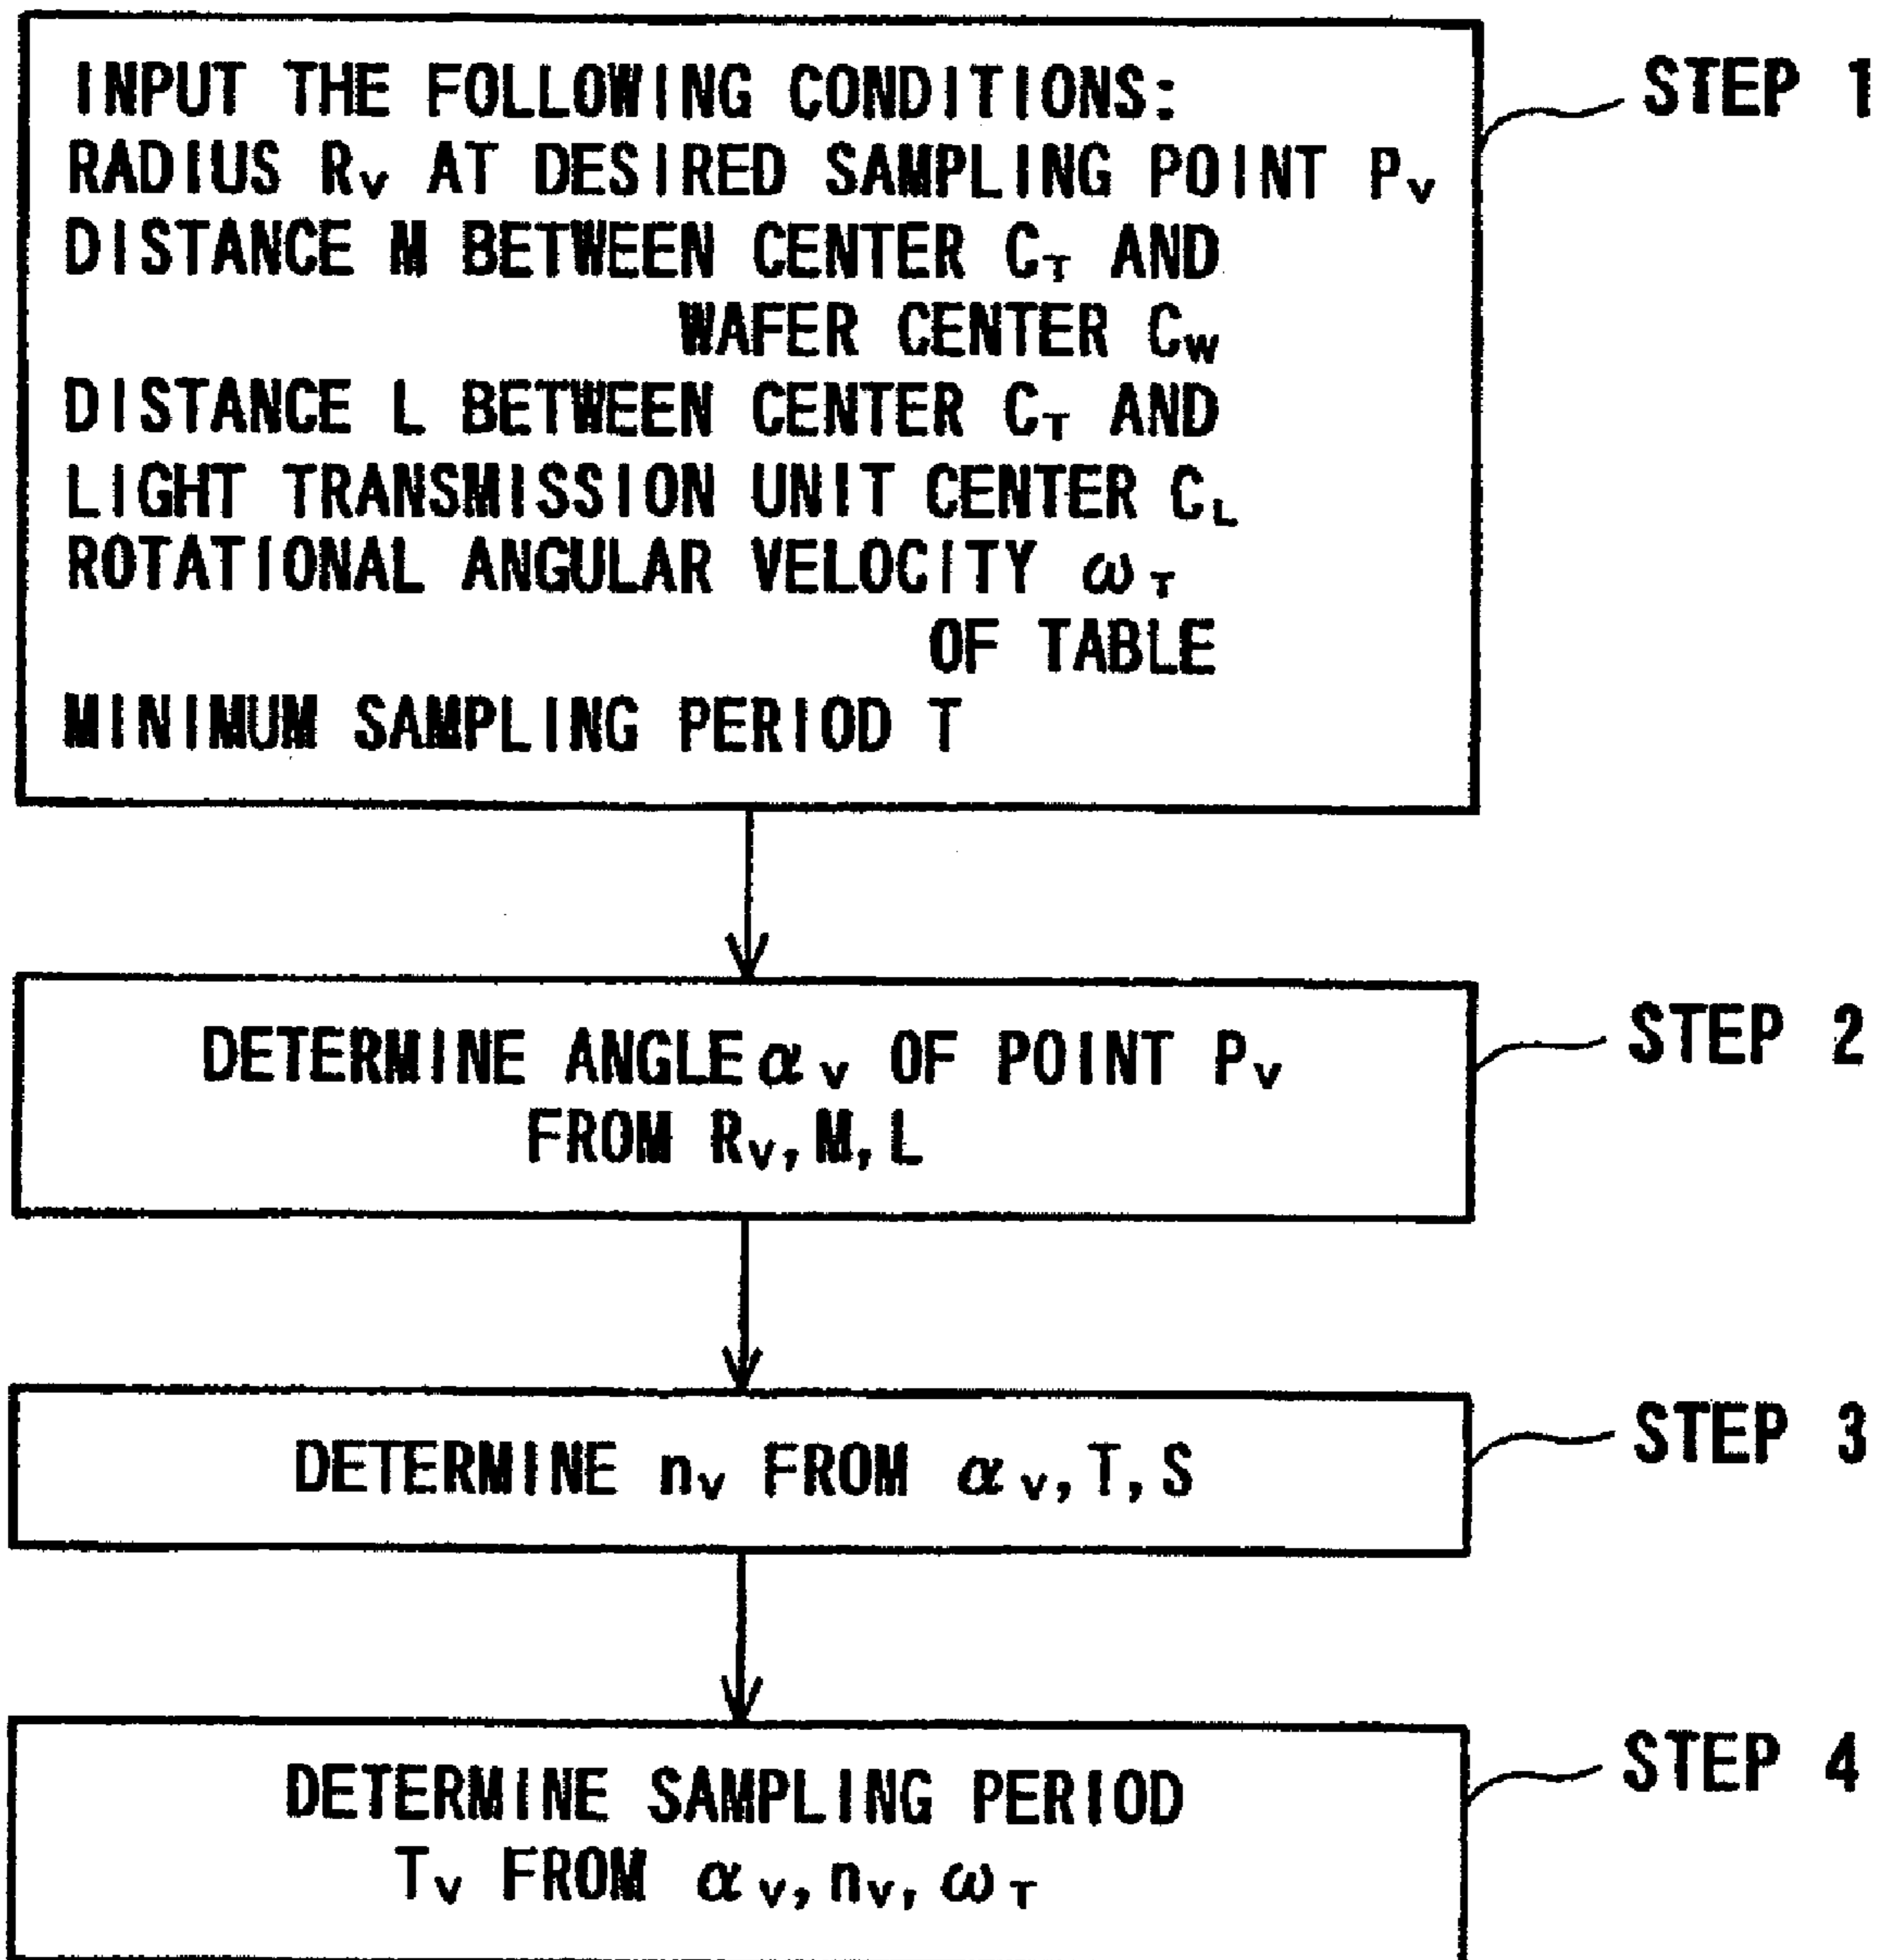 INPUT THE FOLLOWING CONDITIONS:
RADIUS Rv AT DESIRED SAMPLING POINT Pv
DISTANCE M BETWEEN CENTER CT AND
WAFER CENTER CW
DISTANCE L BETWEEN CENTER CT AND
LIGHT TRANSMISSION UNIT CENTER CL
ROTATIONAL ANGULAR VELOCITY ωT
OF TABLE
MINIMUM SAMPLING PERIOD T
STEP 1
DETERMINE ANGLE αv OF POINT Pv
FROM Rv, M, L
STEP 2
DETERMINE nv FROM αv, T, S
STEP 3
DETERMINE SAMPLING PERIOD
Tv FROM αv, nv, ωT
STEP 4